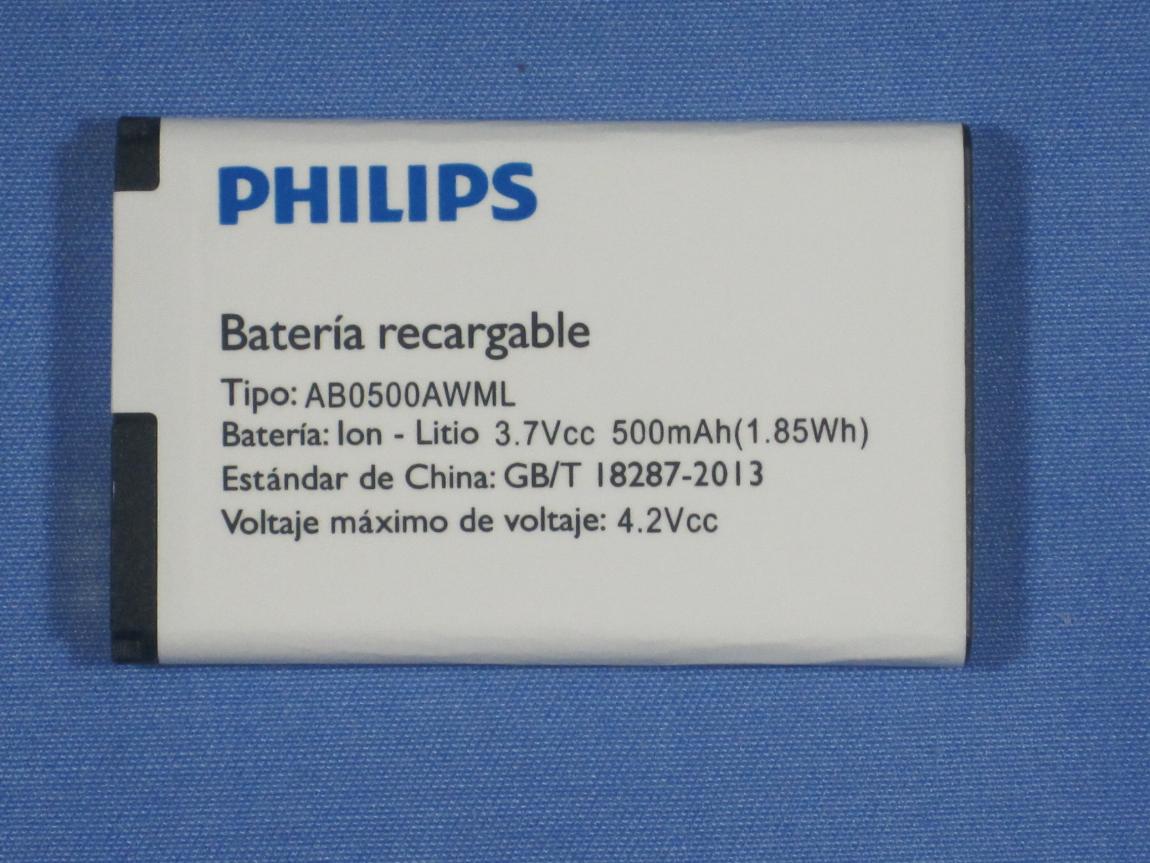 PHILIPS
Batería recargable
Tipo: AB0500AWML
Batería: Ion - Litio 3.7Vcc 500mAh(1.85Wh)
Estándar de China: GB/T 18287-2013
Voltaje máximo de voltaje: 4.2Vcc